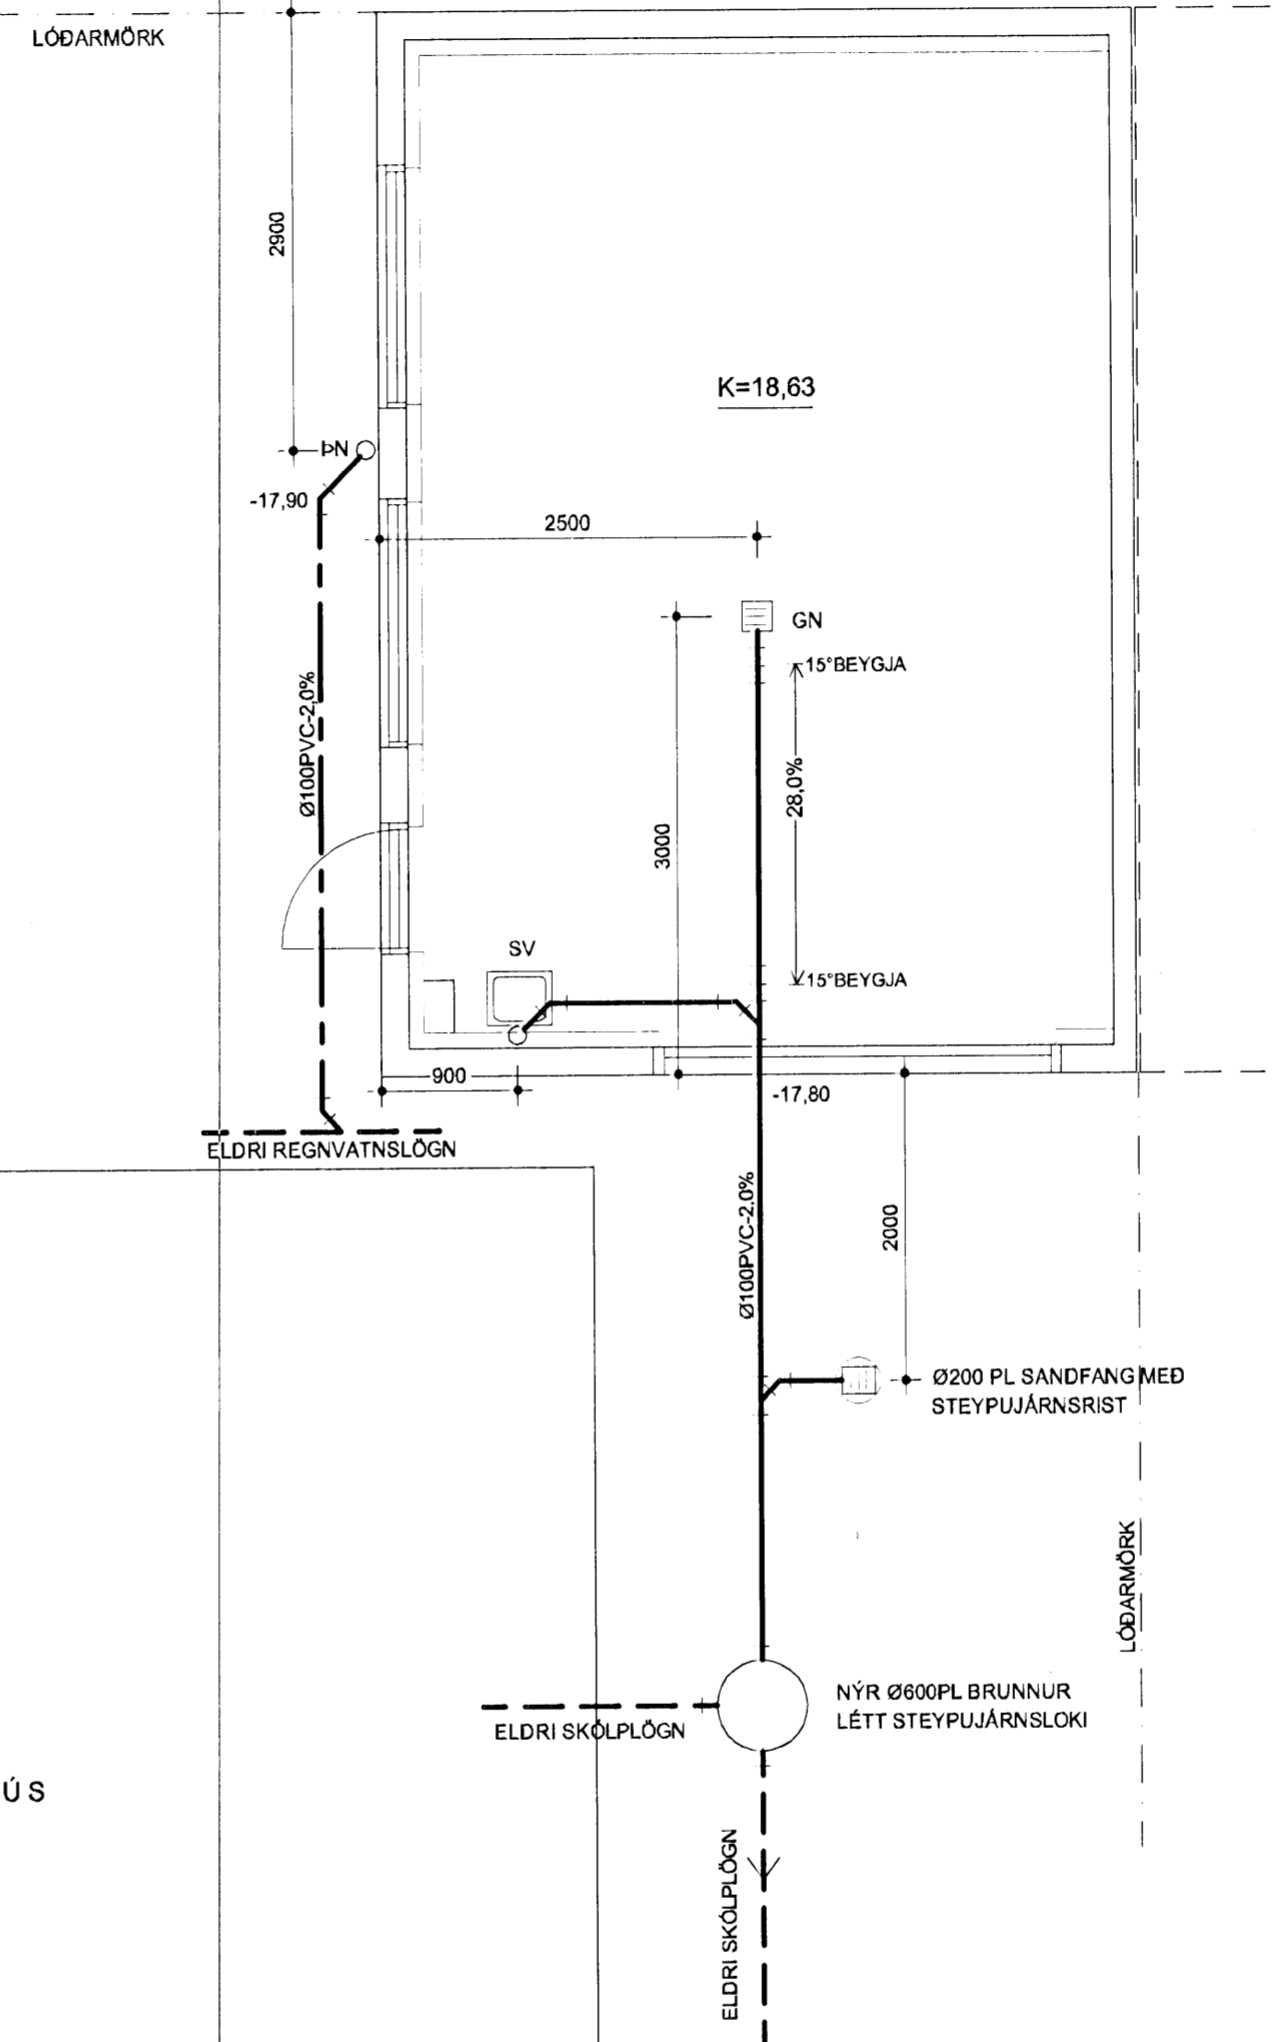 LÓÐARMÖRK
2900
K=18,63
ÞN
-17,90
2500
GN
15°BEYGJA
Ø100PVC-2,0%
28,0%
3000
SV
15°BEYGJA
900
-17,80
ELDRI REGNVATNSLÖGN
Ø100PVC-2.0%
2000
Ø200 PL SANDFANG MEÐ
STEYPUJÁRNSRIST
LÓÐARMÖRK
NÝR Ø600PL BRUNNUR
LÉTT STEYPUJÁRNSLOKI
ELDRI SKÓLPLÖGN
ÚS
ELDRI SKÓLPLÖGN